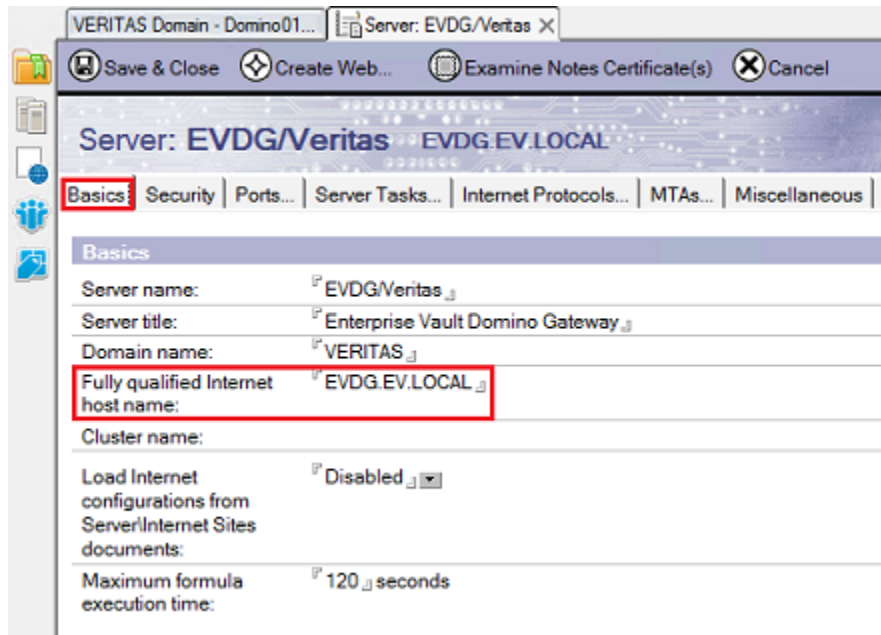 VERITAS Domain - Domino01... Server: EVDG/Veritas
Save & Close Create Web... Examine Notes Certificate(s) Cancel
Server: EVDG/Veritas EVDG.EV.LOCAL
Basics Security Ports... Server Tasks... Internet Protocols... MTAs... Miscellaneous
Basics
Server name: EVDG/Veritas
Server title: Enterprise Vault Domino Gateway
Domain name: VERITAS
Fully qualified Internet EVDG.EV.LOCAL
host name:
Cluster name:
Load Internet Disabled
configurations from
Server\Internet Sites
documents:
Maximum formula 120 seconds
execution time: